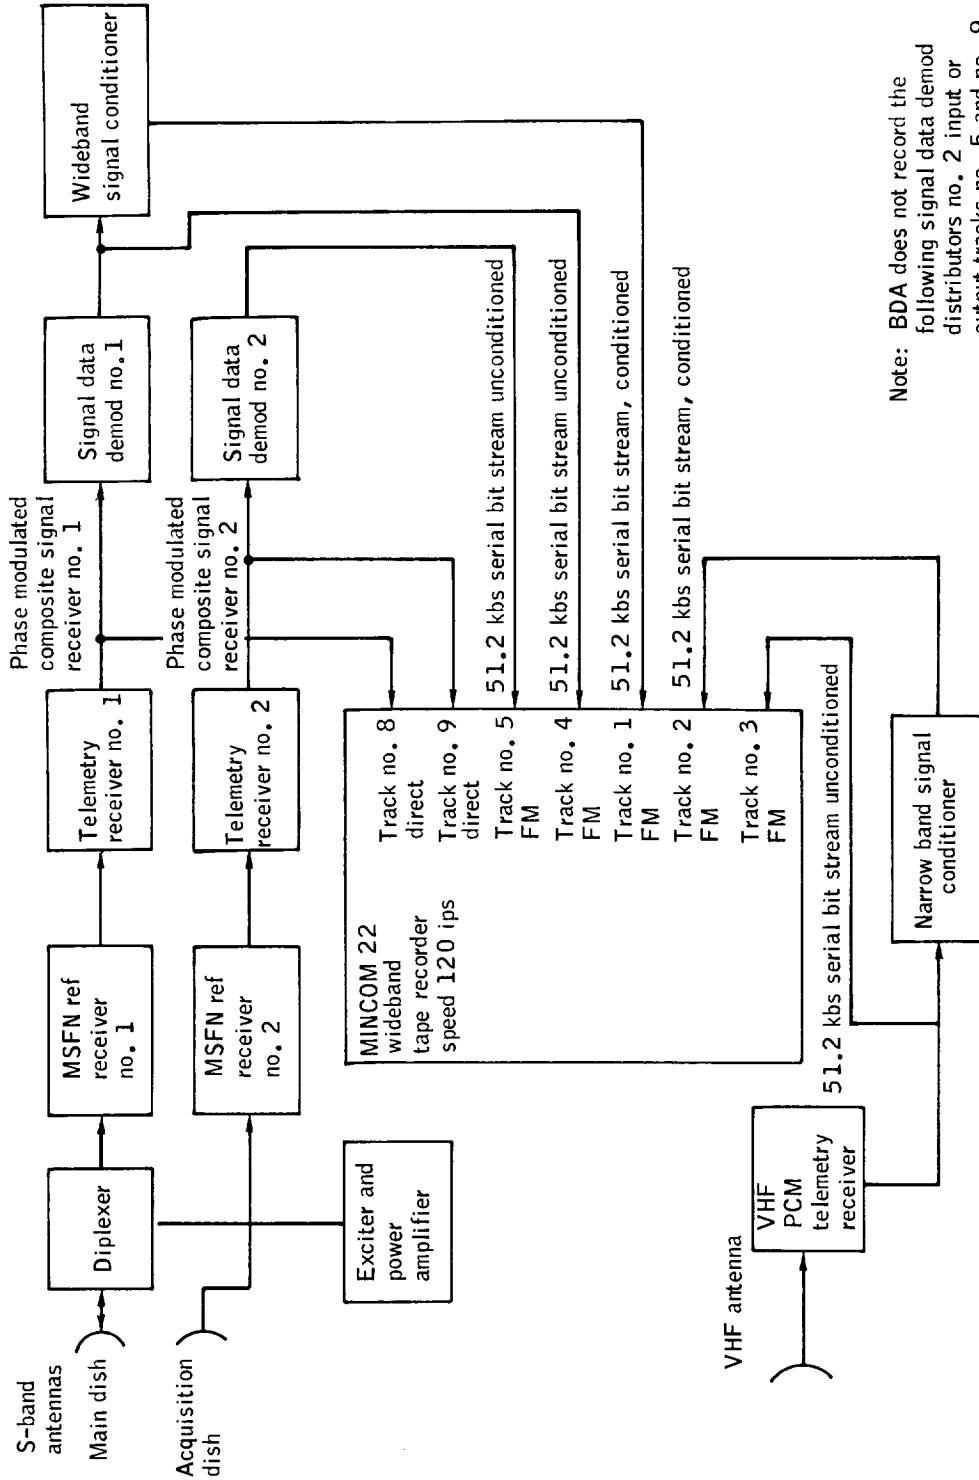 S-band
antennas
Main dish
Acquisition
dish
Diplexer
Exciter and
power
amplifier
MSFN ref
receiver
no. 1
MSFN ref
receiver
no. 2
Telemetry
receiver no. 1
Telemetry
receiver no. 2
Phase modulated
composite signal
receiver no. 1
Phase modulated
composite signal
receiver no. 2
Signal data
demod no. 1
Signal data
demod no. 2
Wideband
signal conditioner
MINCOM 22
wideband
tape recorder
speed 120 ips
Track no. 8
direct
Track no. 9
direct
Track no. 5
FM
Track no. 4
FM
Track no. 1
FM
Track no. 2
FM
Track no. 3
FM
51.2 kbs serial bit stream unconditioned
51.2 kbs serial bit stream unconditioned
51.2 kbs serial bit stream, conditioned
51.2 kbs serial bit stream, conditioned
51.2 kbs serial bit stream unconditioned
VHF antenna
VHF
PCM
telemetry
receiver
Narrow band signal
conditioner
Note: BDA does not record the
following signal data demod
distributors no. 2 input or
output tracks no. 5 and no. 9